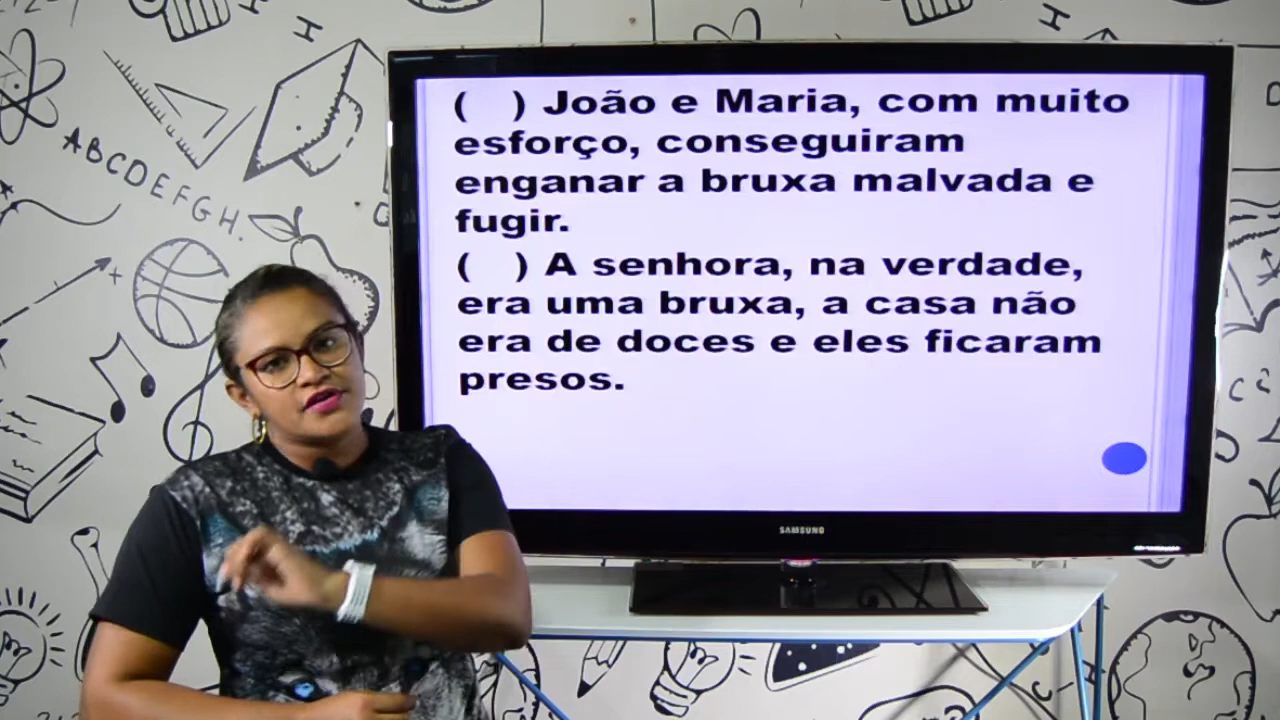 (   ) João e Maria, com muito
esforço, conseguiram
enganar a bruxa malvada e
fugir.
(   ) A senhora, na verdade,
era uma bruxa, a casa não
era de doces e eles ficaram
presos.
SAMSUNG
ABCDEFGH.